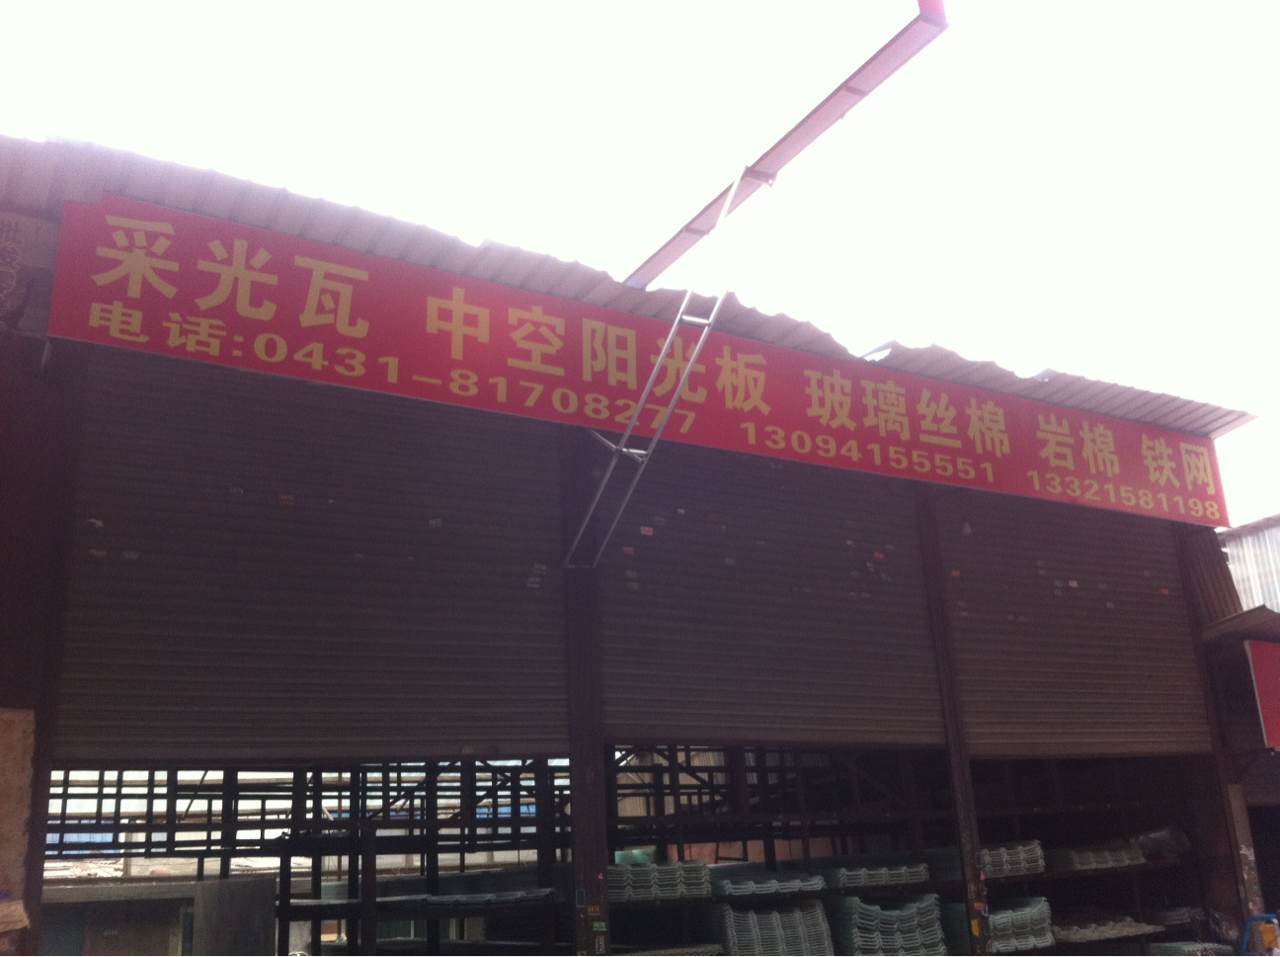 采光瓦 中空阳光板 玻璃丝棉 岩棉 铁网
电话:0431-81708277 13094155551 13321581198